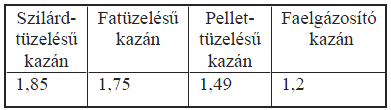 Szilárd- Fatüzelésű Pellet- Faelgázosító
tüzelésű kazán tüzelésű kazán
kazán kazán
1,85 1,75 1,49 1,2